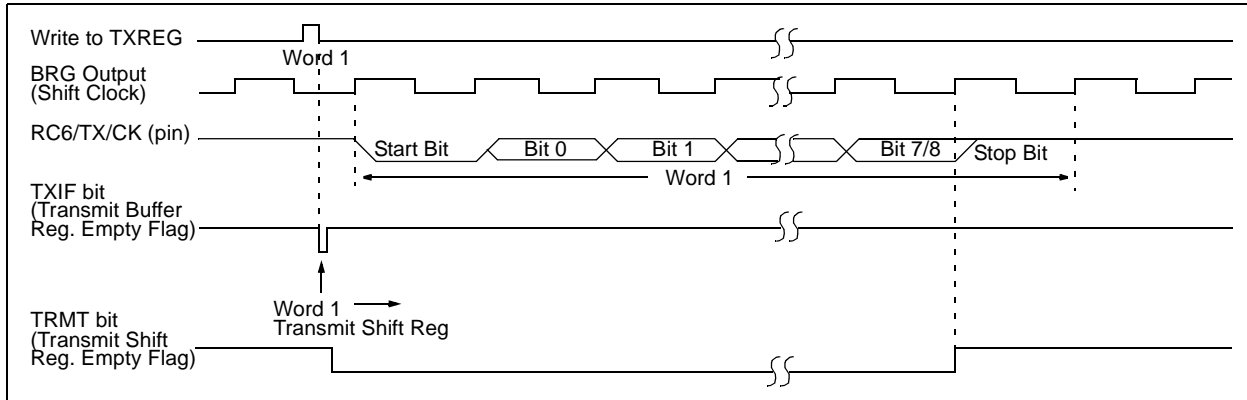 Write to TXREG
Word 1
BRG Output
(Shift Clock)
RC6/TX/CK (pin)
Start Bit
Bit 0
Bit 1
Bit 7/8
Stop Bit
Word 1
TXIF bit
(Transmit Buffer
Reg. Empty Flag)
Word 1
Transmit Shift Reg
TRMT bit
(Transmit Shift
Reg. Empty Flag)